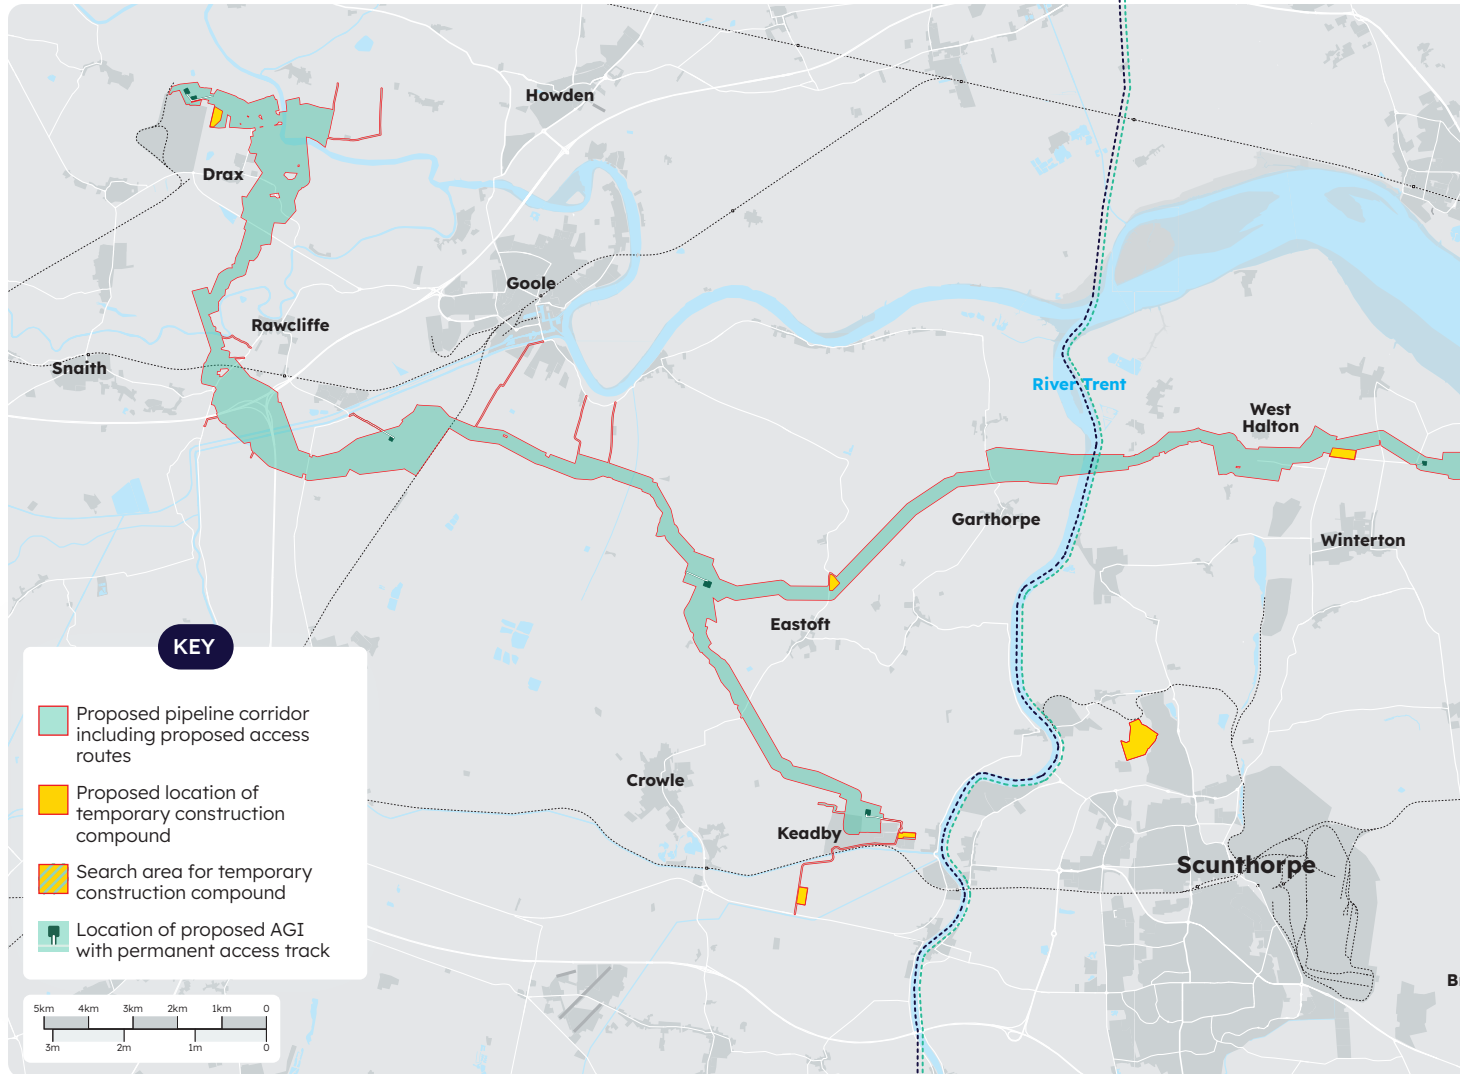 Howden
Drax
Goole
Rawcliffe
Snaith
River Trent
West
Halton
Garthorpe
Winterton
Eastoft
Crowle
Keadby
Scunthorpe
KEY
Proposed pipeline corridor
including proposed access
routes
Proposed location of
temporary construction
compound
Search area for temporary
construction compound
Location of proposed AGI
with permanent access track
5km 4km 3km 2km 1km 0
3m 2m 1m 0